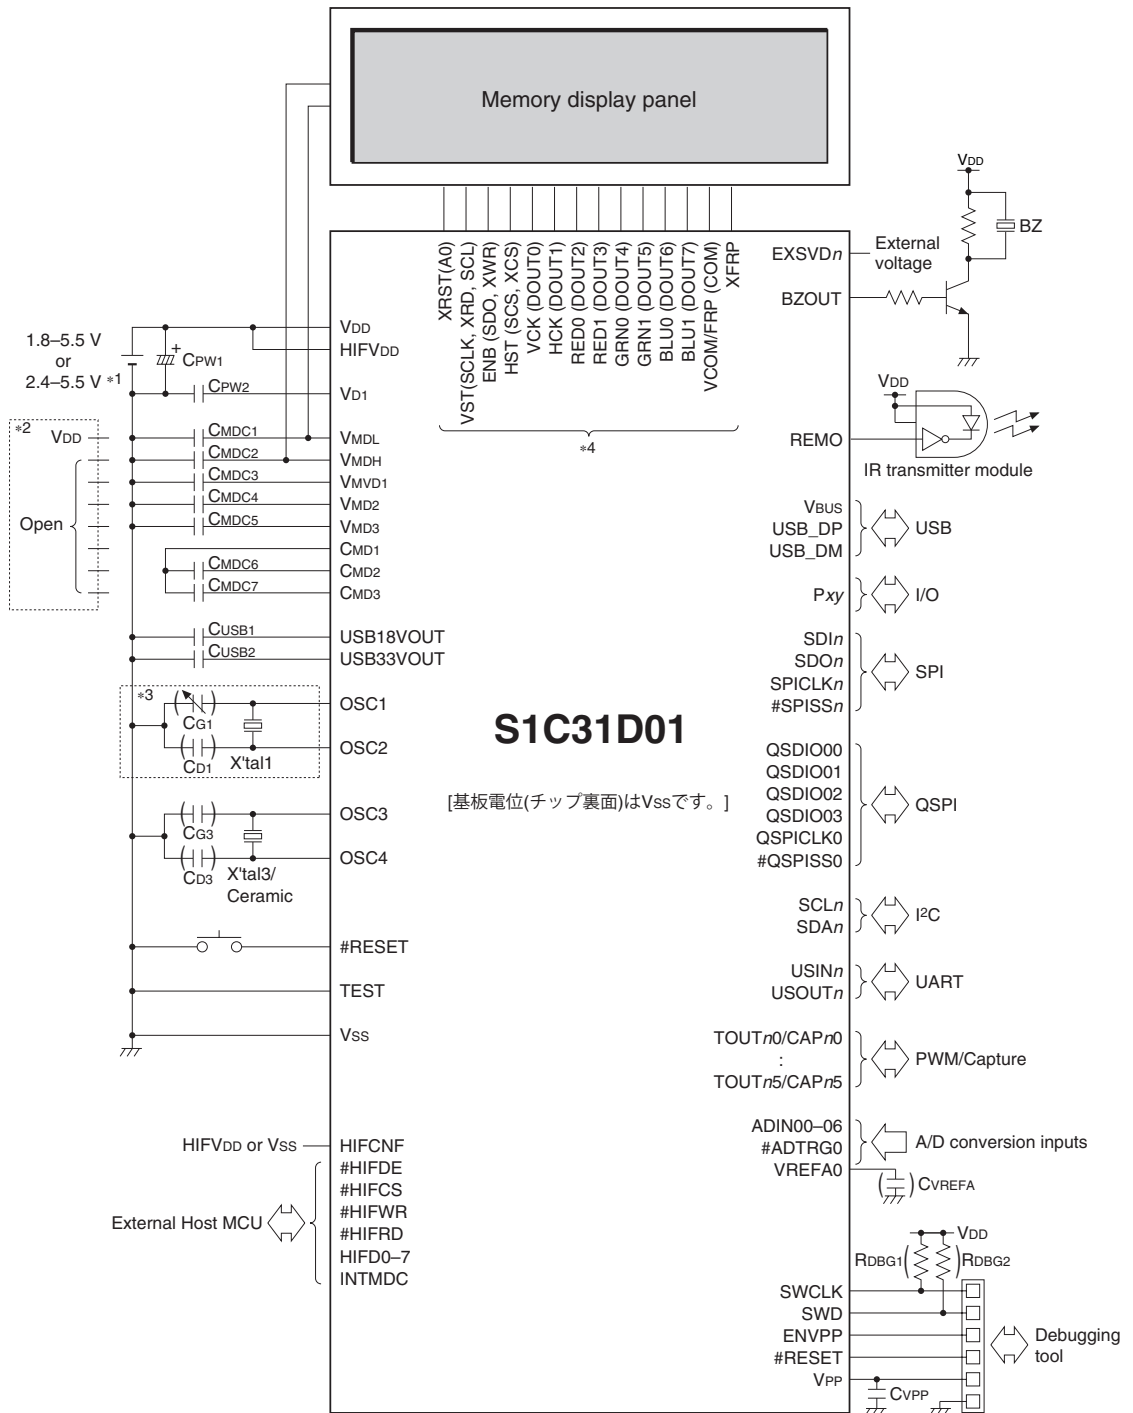 Memory display panel
XRST(A0)
VST(SCLK, XRD, SCL)
ENB (SDO, XWR)
HST (SCS, XCS)
VCK (DOUT0)
HCK (DOUT1)
RED0 (DOUT2)
RED1 (DOUT3)
GRN0 (DOUT4)
GRN1 (DOUT5)
BLU0 (DOUT6)
BLU1 (DOUT7)
VCOM/FRP (COM)
XFRP
*4
1.8–5.5 V
or
2.4–5.5 V *1
+
CPW1
CPW2
*2
VDD
Open
CMDC1
CMDC2
CMDC3
CMDC4
CMDC5
CMDC6
CMDC7
CUSB1
CUSB2
*3
CG1
CD1
X'tal1
CG3
CD3
X'tal3/
Ceramic
VDD
HIFVDD
VD1
VMDL
VMDH
VMVD1
VMD2
VMD3
CMD1
CMD2
CMD3
USB18VOUT
USB33VOUT
OSC1
OSC2
OSC3
OSC4
#RESET
TEST
VSS
HIFVDD or VSS
HIFCNF
#HIFDE
#HIFCS
#HIFWR
#HIFRD
HIFD0–7
INTMDC
External Host MCU
S1C31D01
[基板電位(チップ裏面)はVSSです。]
EXSVDn
External
voltage
VDD
BZ
BZOUT
VDD
REMO
IR transmitter module
VBUS
USB_DP
USB_DM
USB
Pxy
I/O
SDIn
SDOn
SPICLKn
#SPISSn
SPI
QSDIO00
QSDIO01
QSDIO02
QSDIO03
QSPICLK0
#QSPISS0
QSPI
SCLn
SDAn
I2C
USINn
USOUTn
UART
TOUTn0/CAPn0
:
TOUTn5/CAPn5
PWM/Capture
ADIN00–06
#ADTRG0
A/D conversion inputs
VREFA0
CVREFA
VDD
RDBG1
RDBG2
SWCLK
SWD
ENVPP
#RESET
VPP
CVPP
Debugging
tool